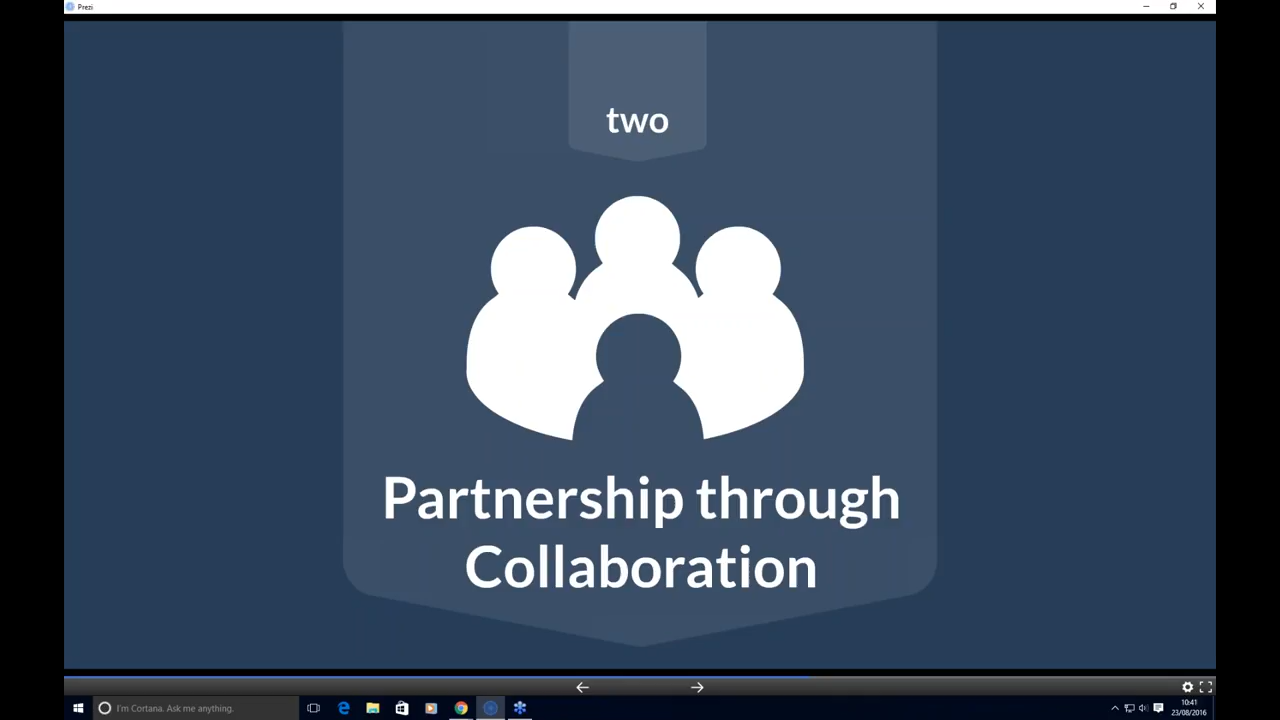 Prezi
two
Partnership through
Collaboration
I'm Cortana. Ask me anything.
10:41
23/08/2016